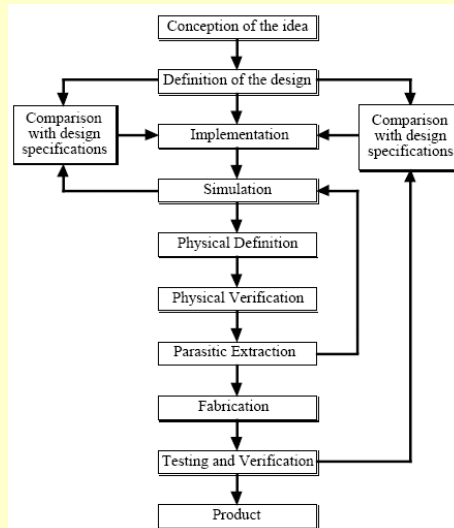 Conception of the idea
Definition of the design
Comparison
with design
specifications
Implementation
Comparison
with design
specifications
Simulation
Physical Definition
Physical Verification
Parasitic Extraction
Fabrication
Testing and Verification
Product